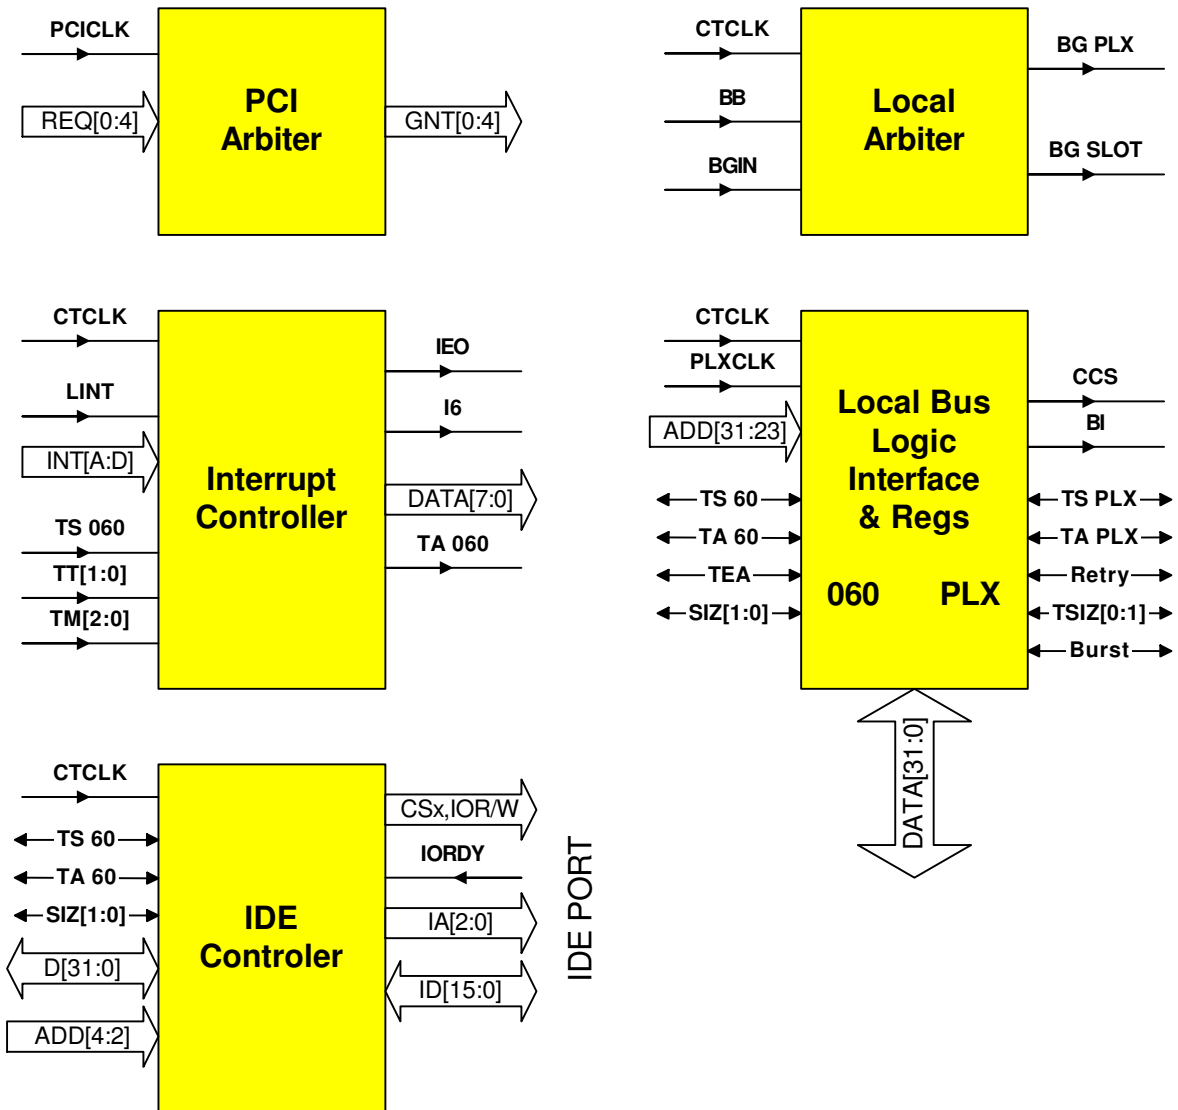 PCICLK
REQ[0:4]
PCI
Arbiter
GNT[0:4]
CTCLK
BB
BGIN
Local
Arbiter
BG PLX
BG SLOT
CTCLK
LINT
INT[A:D]
TS 060
TT[1:0]
TM[2:0]
Interrupt
Controller
IEO
I6
DATA[7:0]
TA 060
CTCLK
PLXCLK
ADD[31:23]
TS 60
TA 60
TEA
SIZ[1:0]
Local Bus
Logic
Interface
& Regs
060 PLX
CCS
BI
TS PLX
TA PLX
Retry
TSIZ[0:1]
Burst
DATA[31:0]
CTCLK
TS 60
TA 60
SIZ[1:0]
D[31:0]
ADD[4:2]
IDE
Controler
CSx,IOR/W
IORDY
IA[2:0]
ID[15:0]
IDE PORT